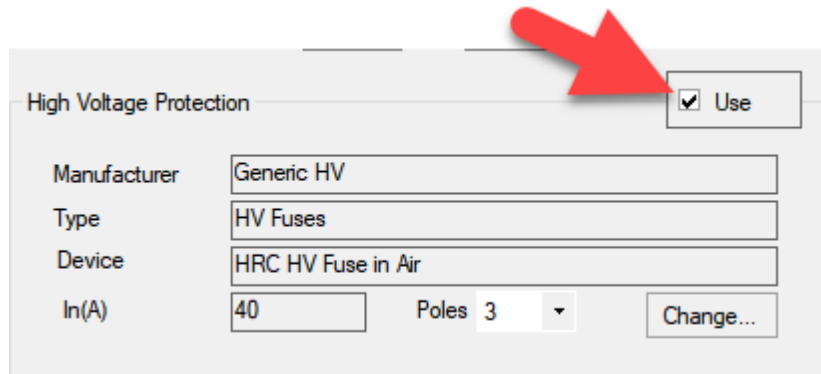 High Voltage Protection Use
Manufacturer Generic HV
Type HV Fuses
Device HRC HV Fuse in Air
In(A) 40 Poles 3 Change...